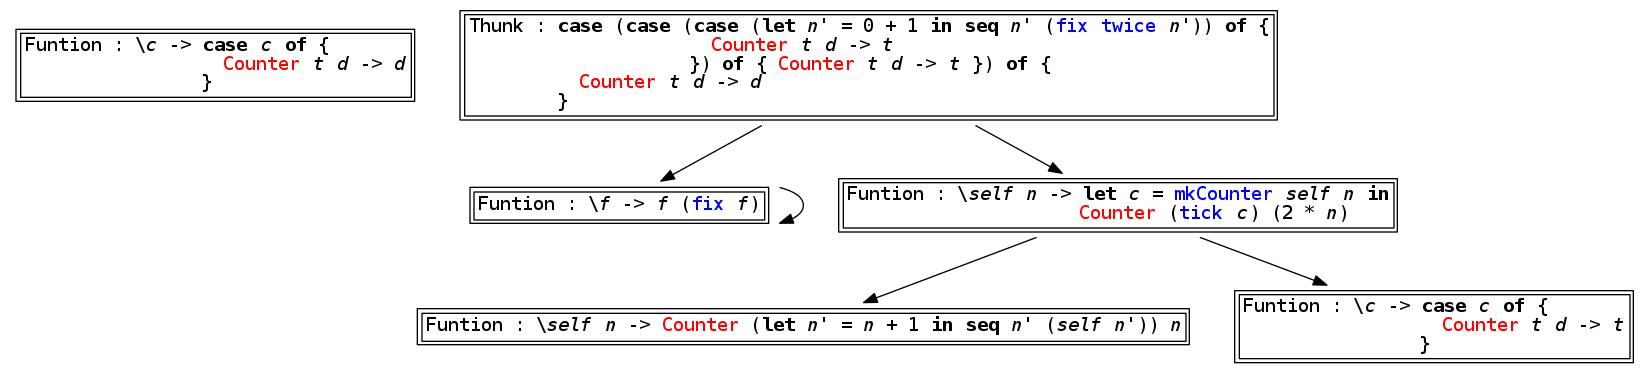 Funtion : \c -> case c of {
Counter t d -> d
}
Thunk : case (case (case (let n' = 0 + 1 in seq n' (fix twice n')) of {
Counter t d -> t
}) of { Counter t d -> t }) of {
Counter t d -> d
}
Funtion : \f -> f (fix f)
Funtion : \self n -> let c = mkCounter self n in
Counter (tick c) (2 * n)
Funtion : \self n -> Counter (let n' = n + 1 in seq n' (self n')) n
Funtion : \c -> case c of {
Counter t d -> t
}